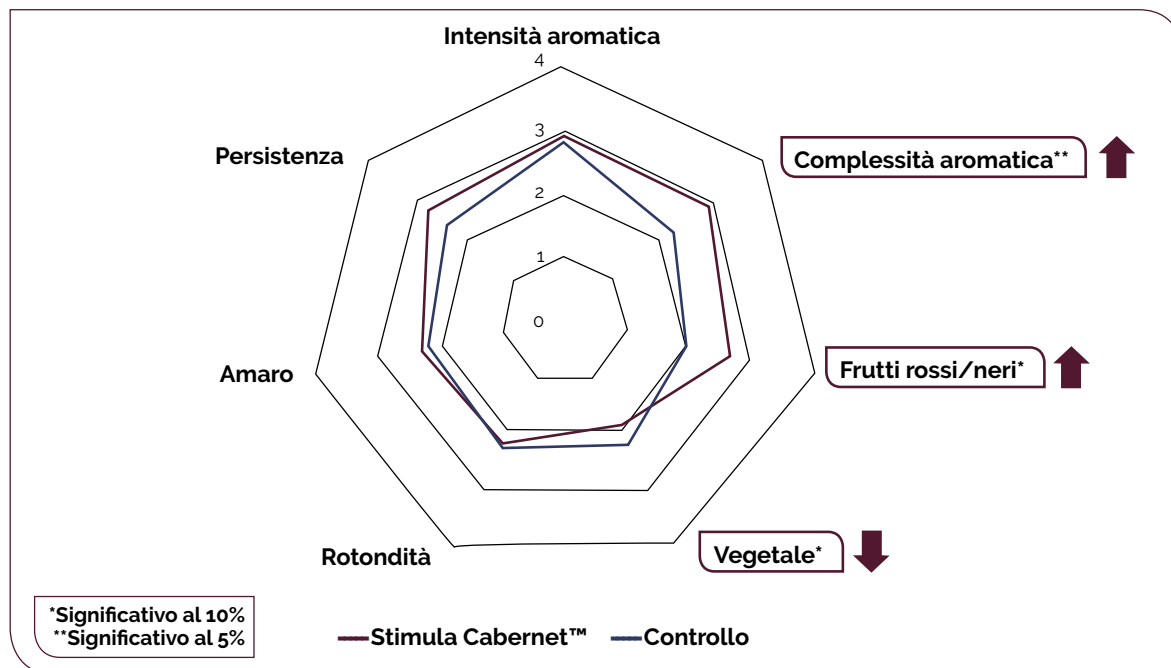 Intensità aromatica
4
3
2
1
0
Persistenza
Complessità aromatica**
Amaro
Frutti rossi/neri*
Rotondità
Vegetale*
*Significativo al 10%
**Significativo al 5%
Stimula Cabernet™
Controllo